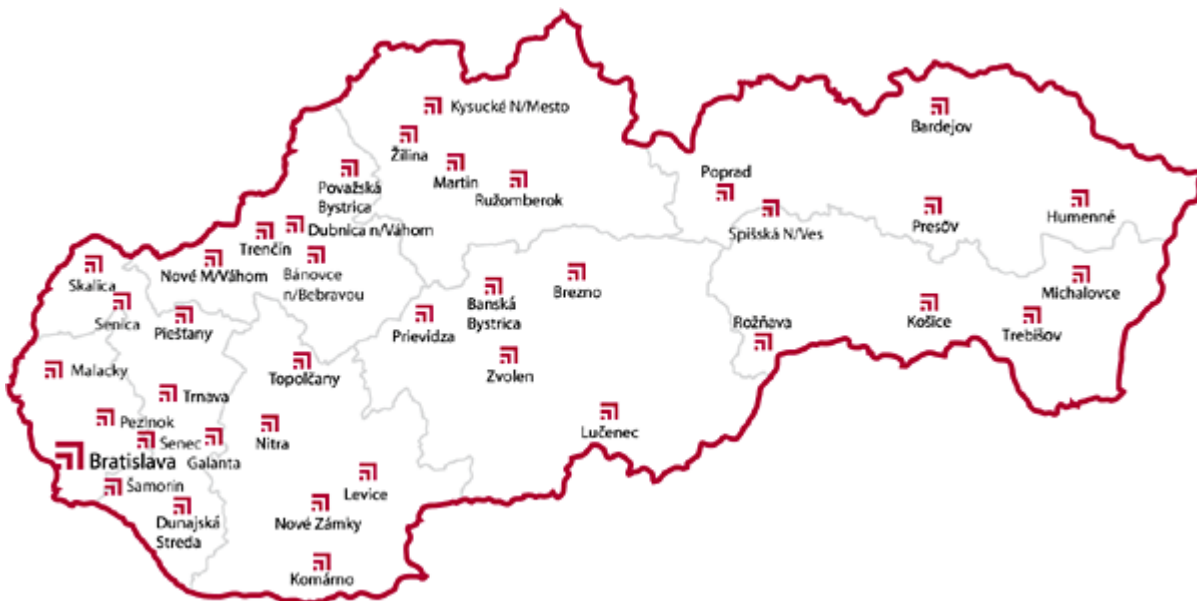 Kysucké N/Mesto
Bardejov
Žilina
Martin
Považská
Bystrica
Ružomberok
Poprad
Spišská N/Ves
Presŏv
Humenné
Dubnica n/Váhom
Trenčín
Nové M/Váhom
Bánovce
n/Bebravou
Skalica
Senica
Piešťany
Prievidza
Banská
Bystrica
Brezno
Michalovce
Košice
Trebišov
Rožňava
Malacky
Topoľčany
Zvolen
Trnava
Pezinok
Senec
Galanta
Nitra
Lučenec
Bratislava
Šamorin
Levice
Dunajská
Streda
Nové Zámky
Komárno